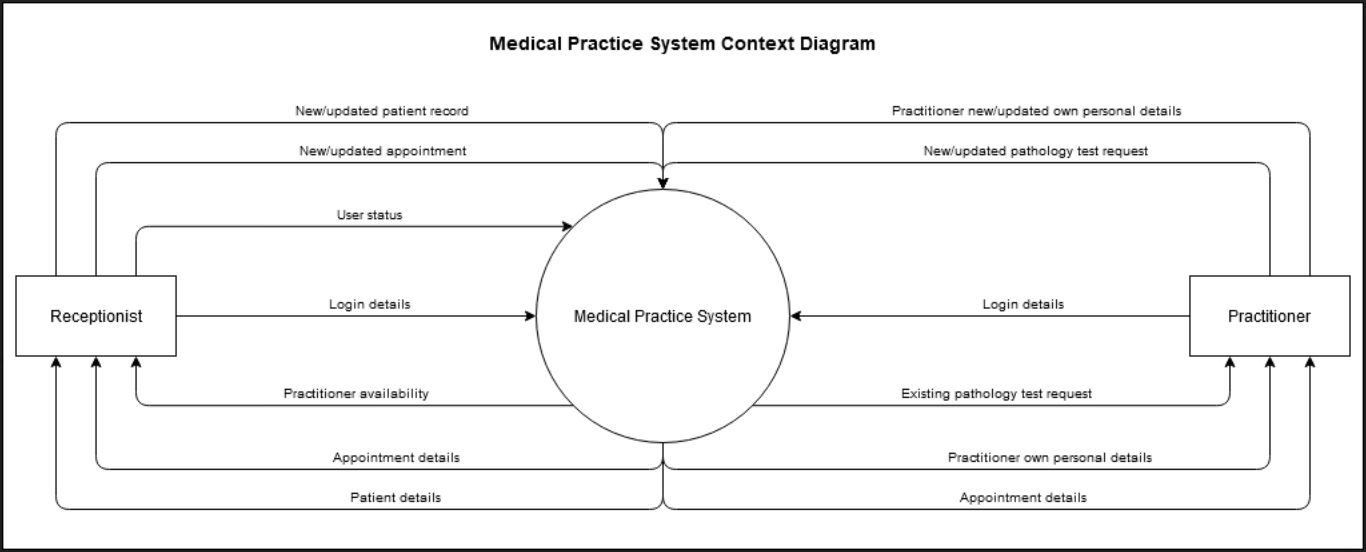 Medical Practice System Context Diagram
New/updated patient record
Practitioner new/updated own personal details
New/updated appointment
New/updated pathology test request
User status
Receptionist
Login details
Medical Practice System
Login details
Practitioner
Practitioner availability
Existing pathology test request
Appointment details
Practitioner own personal details
Patient details
Appointment details